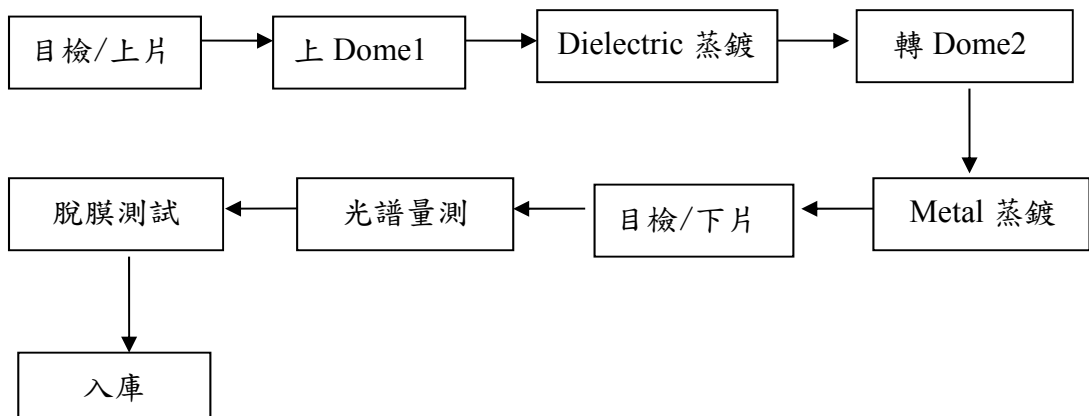 目檢/上片
上 Dome1
Dielectric 蒸鍍
轉 Dome2
Metal 蒸鍍
目檢/下片
光譜量測
脫膜測試
入庫